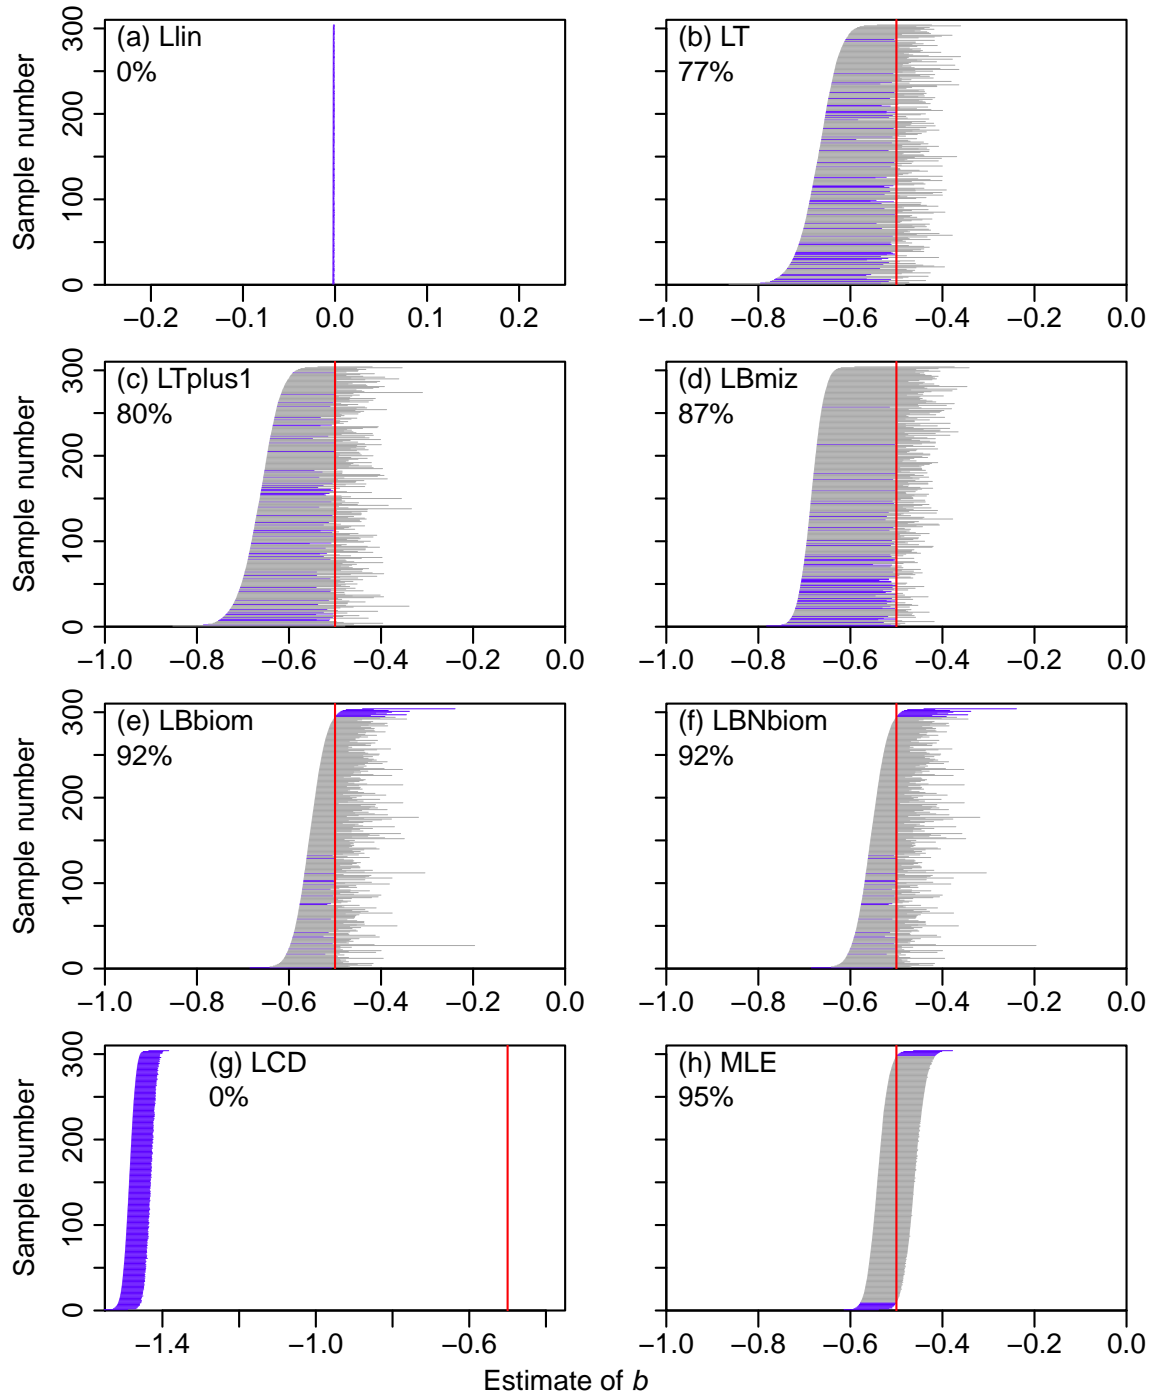 (a) Llin
0%
Sample number
0 100 200 300
−0.2 −0.1 0.0 0.1 0.2
(b) LT
77%
−1.0 −0.8 −0.6 −0.4 −0.2 0.0
(c) LTplus1
80%
Sample number
0 100 200 300
−1.0 −0.8 −0.6 −0.4 −0.2 0.0
(d) LBmiz
87%
−1.0 −0.8 −0.6 −0.4 −0.2 0.0
(e) LBbiom
92%
Sample number
0 100 200 300
−1.0 −0.8 −0.6 −0.4 −0.2 0.0
(f) LBNbiom
92%
−1.0 −0.8 −0.6 −0.4 −0.2 0.0
(g) LCD
0%
Sample number
0 100 200 300
−1.4 −1.0 −0.6
(h) MLE
95%
−1.0 −0.8 −0.6 −0.4 −0.2 0.0
Estimate of b